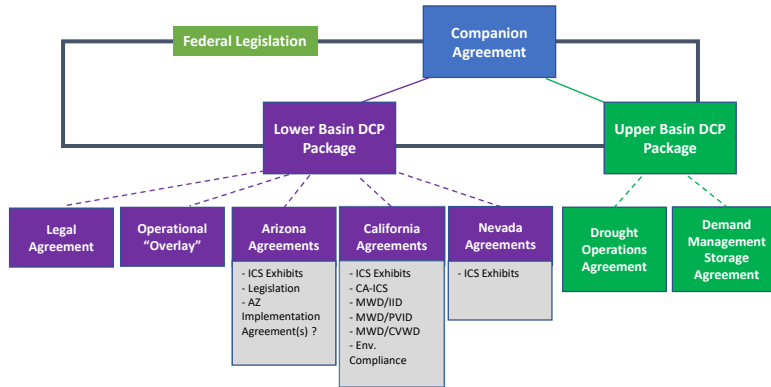 Federal Legislation
Companion
Agreement
Lower Basin DCP
Package
Upper Basin DCP
Package
Legal
Agreement
Operational
“Overlay”
Arizona
Agreements
- ICS Exhibits
- Legislation
- AZ
Implementation
Agreement(s) ?
California
Agreements
- ICS Exhibits
- CA-ICS
- MWD/IID
- MWD/PVID
- MWD/CVWD
- Env.
Compliance
Nevada
Agreements
- ICS Exhibits
Drought
Operations
Agreement
Demand
Management
Storage
Agreement